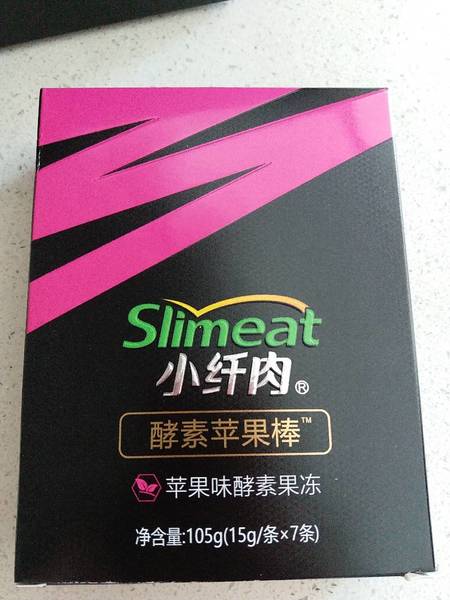 Slimeat
小纤肉®
酵素苹果棒™
苹果味酵素果冻
净含量:105g(15g/条×7条)